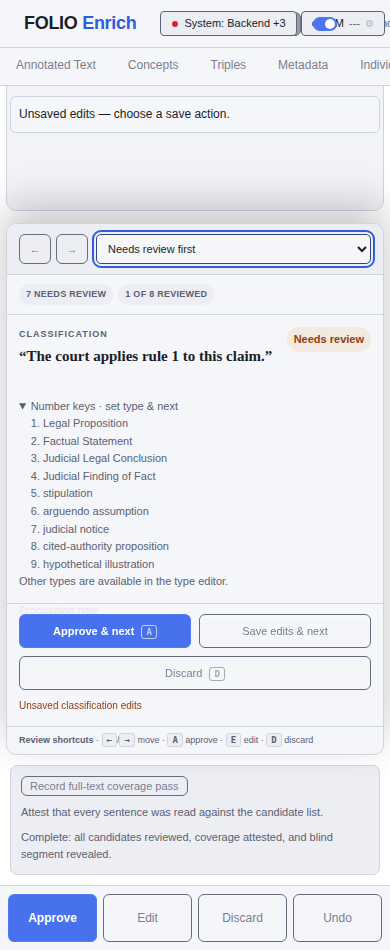 FOLIO Enrich
System: Backend +3
M --- ⚙
Annotated Text Concepts Triples Metadata Indivi
Unsaved edits — choose a save action.
← → Needs review first
7 NEEDS REVIEW 1 OF 8 REVIEWED
CLASSIFICATION
Needs review
“The court applies rule 1 to this claim.”
▼ Number keys · set type & next
1. Legal Proposition
2. Factual Statement
3. Judicial Legal Conclusion
4. Judicial Finding of Fact
5. stipulation
6. arguendo assumption
7. judicial notice
8. cited-authority proposition
9. hypothetical illustration
Other types are available in the type editor.
Proposition type
Approve & next A
Save edits & next
Discard D
Unsaved classification edits
Review shortcuts · ←/→ move · A approve · E edit · D discard
Record full-text coverage pass
Attest that every sentence was read against the candidate list.
Complete: all candidates reviewed, coverage attested, and blind
segment revealed.
Approve Edit Discard Undo